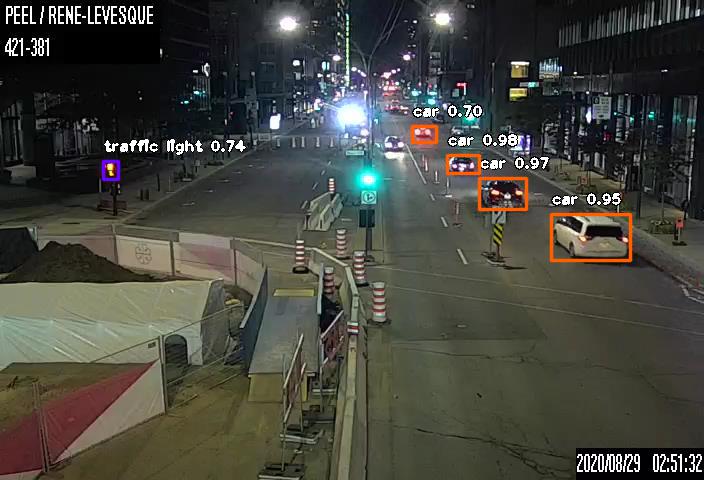 PEEL / RENE-LEVESQUE
421-381
car 0.70
car 0.98
traffic light 0.74
car 0.97
car 0.95
2020/08/29 02:51:32